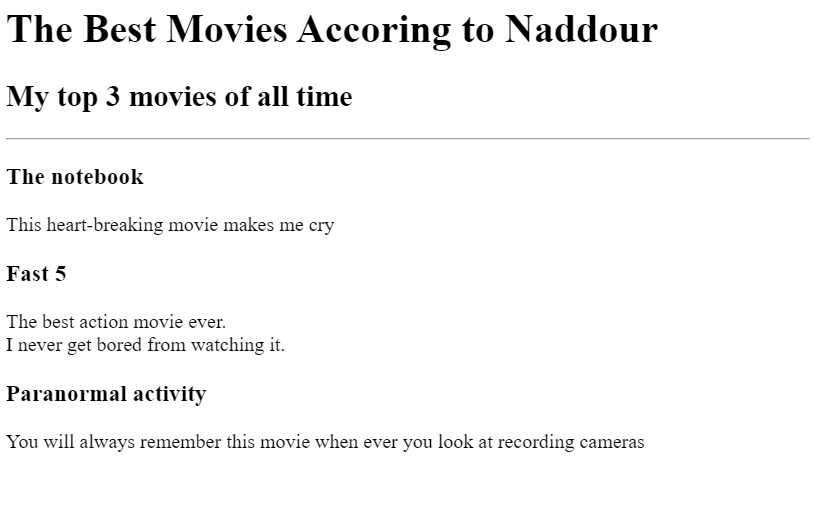 The Best Movies Accoring to Naddour
My top 3 movies of all time
The notebook
This heart-breaking movie makes me cry
Fast 5
The best action movie ever.
I never get bored from watching it.
Paranormal activity
You will always remember this movie when ever you look at recording cameras